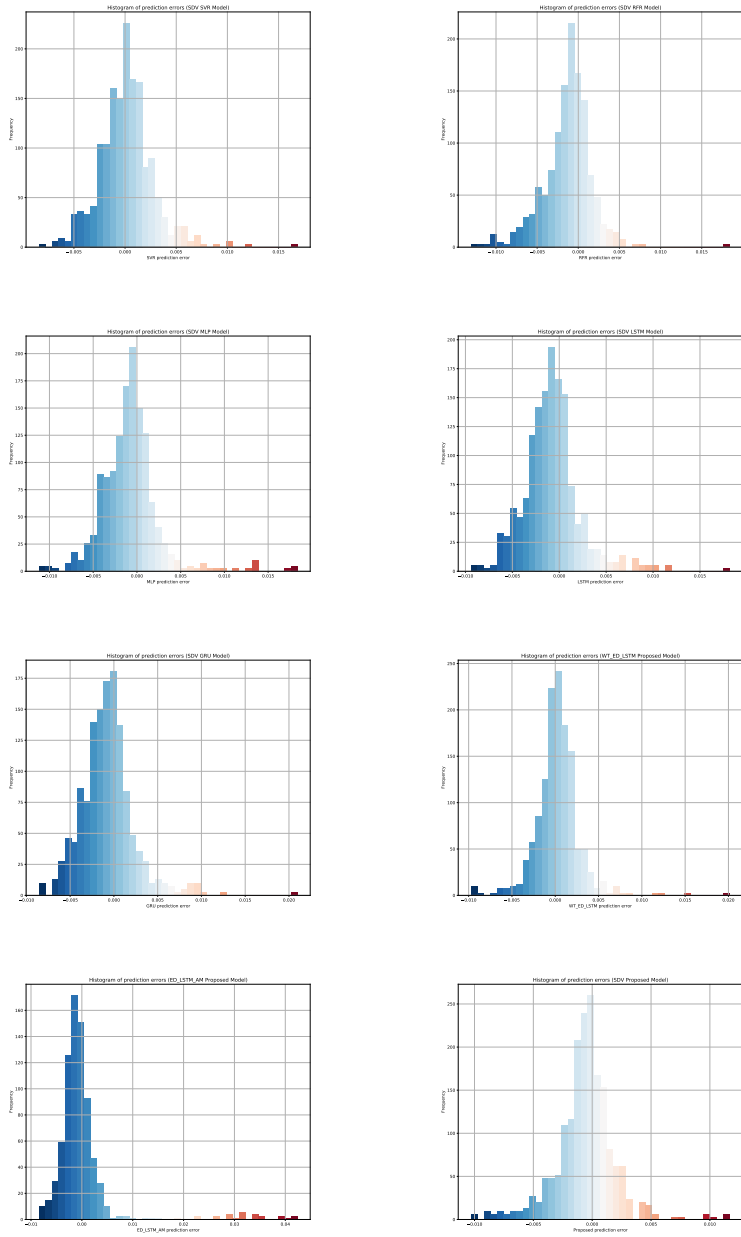 Histogram of prediction errors (SDV SVR Model)
Frequency
200
150
100
50
0
−0.005 0.000 0.005 0.010 0.015
SVR prediction error
Histogram of prediction errors (SDV RFR Model)
Frequency
200
150
100
50
0
−0.010 −0.005 0.000 0.005 0.010 0.015
RFR prediction error
Histogram of prediction errors (SDV MLP Model)
Frequency
200
175
150
125
100
75
50
25
0
−0.010 −0.005 0.000 0.005 0.010 0.015
MLP prediction error
Histogram of prediction errors (SDV LSTM Model)
Frequency
200
175
150
125
100
75
50
25
0
−0.010 −0.005 0.000 0.005 0.010 0.015
LSTM prediction error
Histogram of prediction errors (SDV GRU Model)
Frequency
175
150
125
100
75
50
25
0
−0.010 −0.005 0.000 0.005 0.010 0.015 0.020
GRU prediction error
Histogram of prediction errors (WT_ED_LSTM Proposed Model)
Frequency
250
200
150
100
50
0
−0.010 −0.005 0.000 0.005 0.010 0.015 0.020
WT_ED_LSTM prediction error
Histogram of prediction errors (ED_LSTM_AM Proposed Model)
Frequency
160
140
120
100
80
60
40
20
0
−0.01 0.00 0.01 0.02 0.03 0.04
ED_LSTM_AM prediction error
Histogram of prediction errors (SDV Proposed Model)
Frequency
250
200
150
100
50
0
−0.010 −0.005 0.000 0.005 0.010
Proposed prediction error